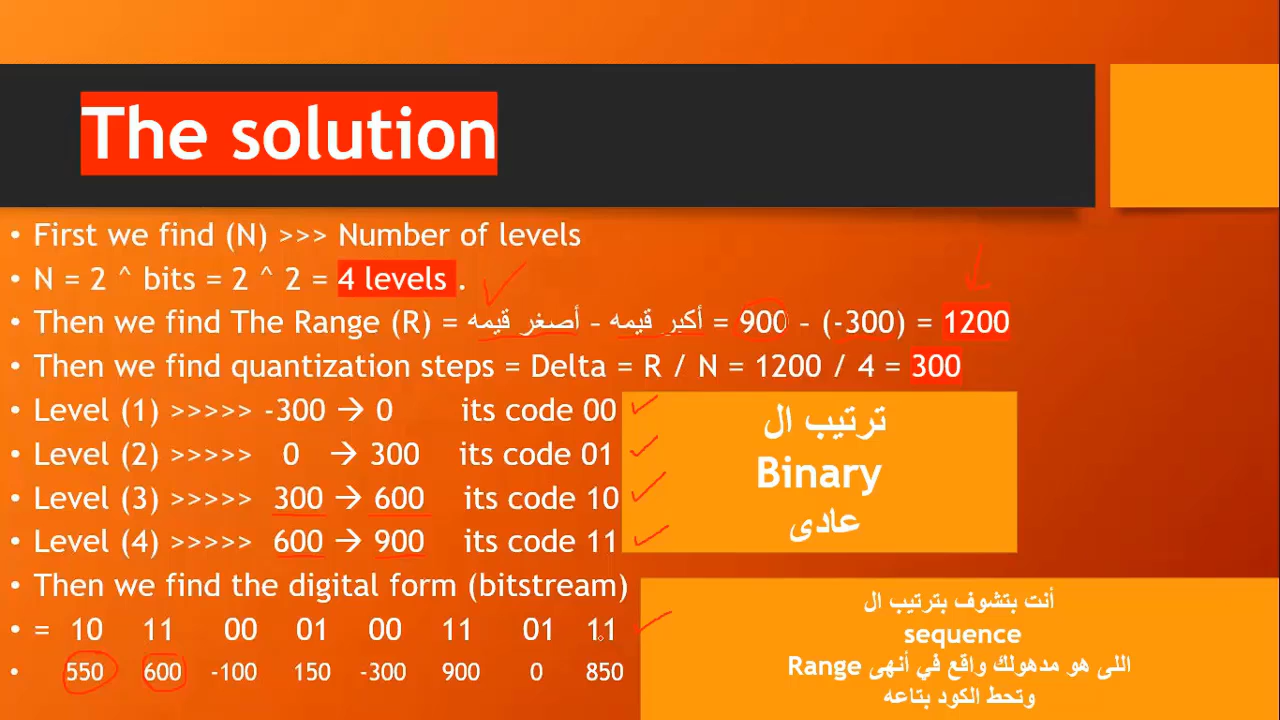 The solution
• First we find (N) >>> Number of levels
• N = 2 ^ bits = 2 ^ 2 = 4 levels .
• Then we find The Range (R) = أكبر قيمه – أصغر قيمه = 900 – (-300) = 1200
• Then we find quantization steps = Delta = R / N = 1200 / 4 = 300
• Level (1) >>>>> -300 → 0 its code 00
• Level (2) >>>>> 0 → 300 its code 01
• Level (3) >>>>> 300 → 600 its code 10
• Level (4) >>>>> 600 → 900 its code 11
ترتيب ال
Binary
عادى
• Then we find the digital form (bitstream)
• = 10 11 00 01 00 11 01 11
• 550 600 -100 150 -300 900 0 850
أنت بتشوف بترتيب ال
sequence
اللى هو مدهولك واقع في أنهى Range
وتحط الكود بتاعه